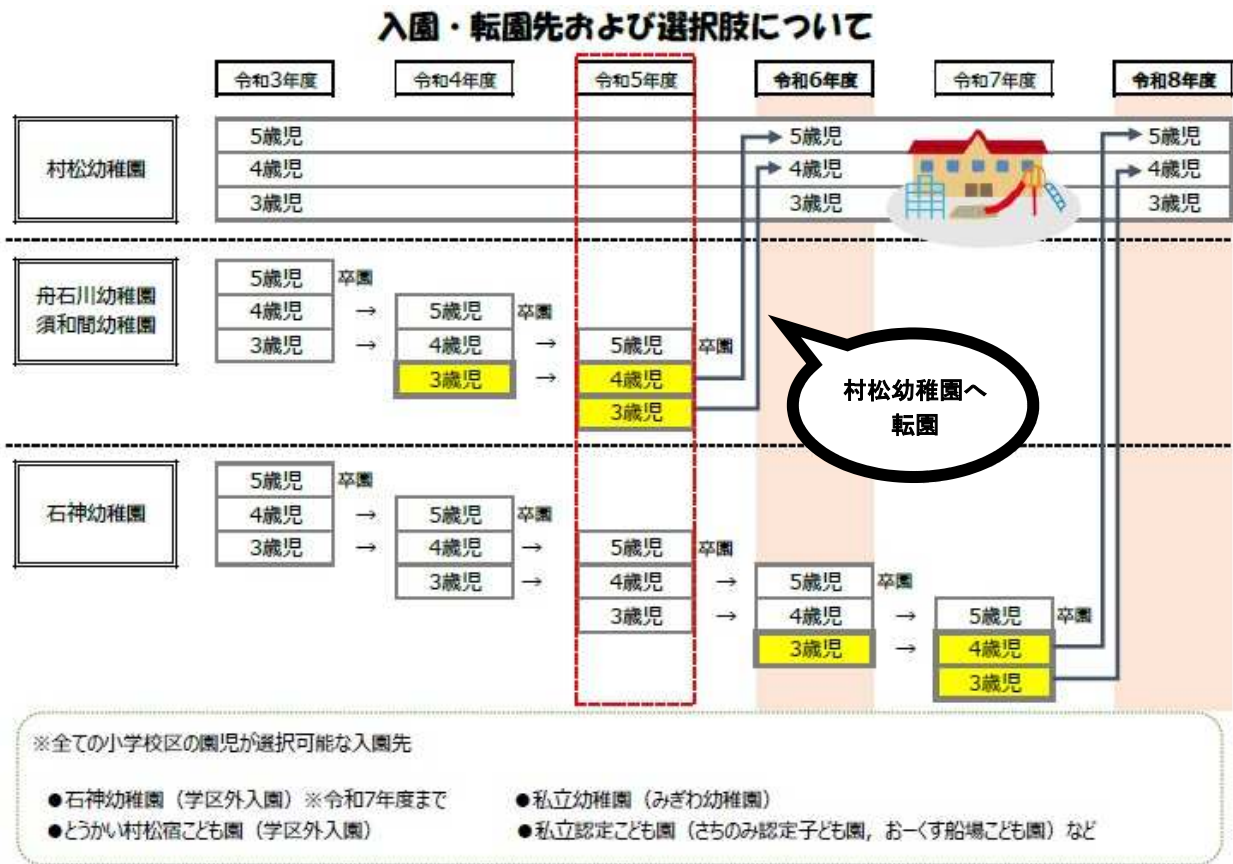 入園・転園先および選択肢について
令和3年度 令和4年度 令和5年度 令和6年度 令和7年度 令和8年度
村松幼稚園
5歳児 5歳児 5歳児
4歳児 4歳児 4歳児
3歳児 3歳児 3歳児
舟石川幼稚園
須和間幼稚園
5歳児 卒園
4歳児 → 5歳児 卒園
3歳児 → 4歳児 → 5歳児 卒園
3歳児 → 4歳児
3歳児
村松幼稚園へ
転園
石神幼稚園
5歳児 卒園
4歳児 → 5歳児 卒園
3歳児 → 4歳児 → 5歳児 卒園
3歳児 → 4歳児 → 5歳児 卒園
3歳児 → 4歳児 → 5歳児 卒園
3歳児 → 4歳児
3歳児
※全ての小学校区の園児が選択可能な入園先
●石神幼稚園（学区外入園）※令和7年度まで ●私立幼稚園（みぎわ幼稚園）
●とうかい村松宿こども園（学区外入園） ●私立認定こども園（さちのみ認定子ども園，おーくす船場こども園）など